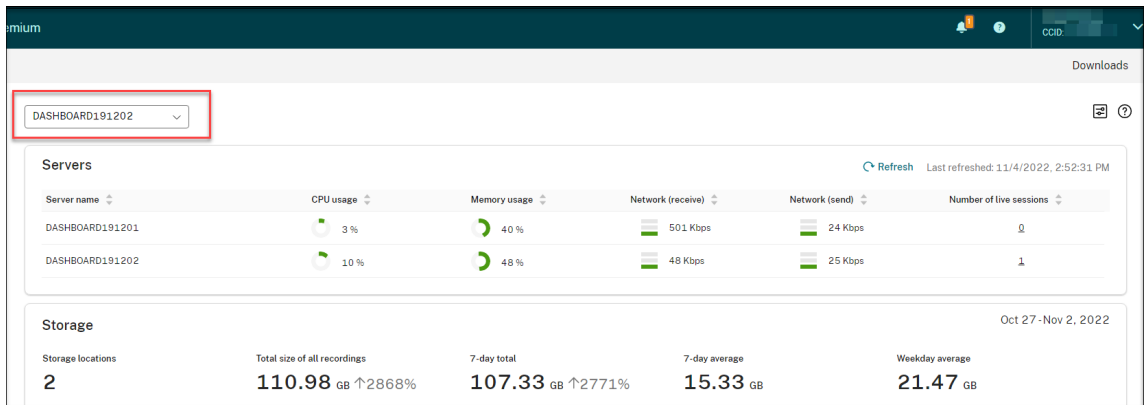 emium
1
?
CCID:
Downloads
DASHBOARD191202
?
Servers
Refresh Last refreshed: 11/4/2022, 2:52:31 PM
Server name CPU usage Memory usage Network (receive) Network (send) Number of live sessions
DASHBOARD191201 3 % 40 % 501 Kbps 24 Kbps 0
DASHBOARD191202 10 % 48 % 48 Kbps 25 Kbps 1
Storage
Oct 27 - Nov 2, 2022
Storage locations Total size of all recordings 7-day total 7-day average Weekday average
2 110.98 GB ↑2868% 107.33 GB ↑2771% 15.33 GB 21.47 GB